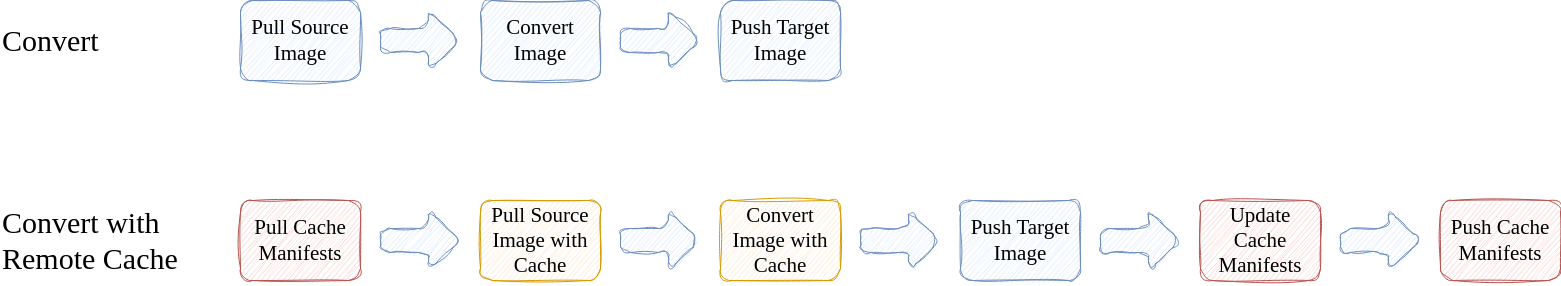 Convert
Pull Source
Image
Convert
Image
Push Target
Image
Convert with
Remote Cache
Pull Cache
Manifests
Pull Source
Image with
Cache
Convert
Image with
Cache
Push Target
Image
Update
Cache
Manifests
Push Cache
Manifests